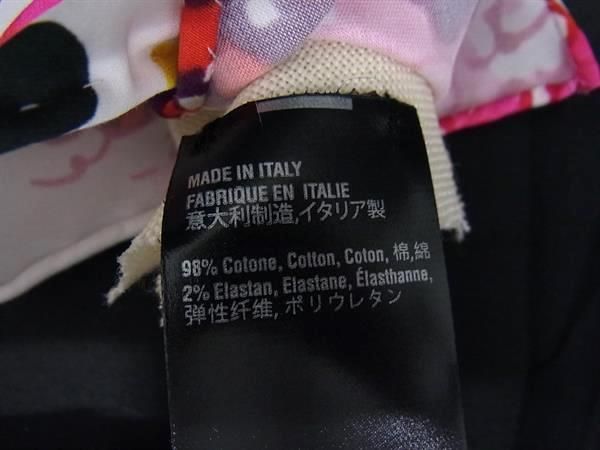 MADE IN ITALY
FABRIQUE EN ITALIE
意大利制造,イタリア製
98% Cotone, Cotton, Coton, 棉,綿
2% Elastan, Elastane, Élasthanne,
弹性纤维, ポリウレタン